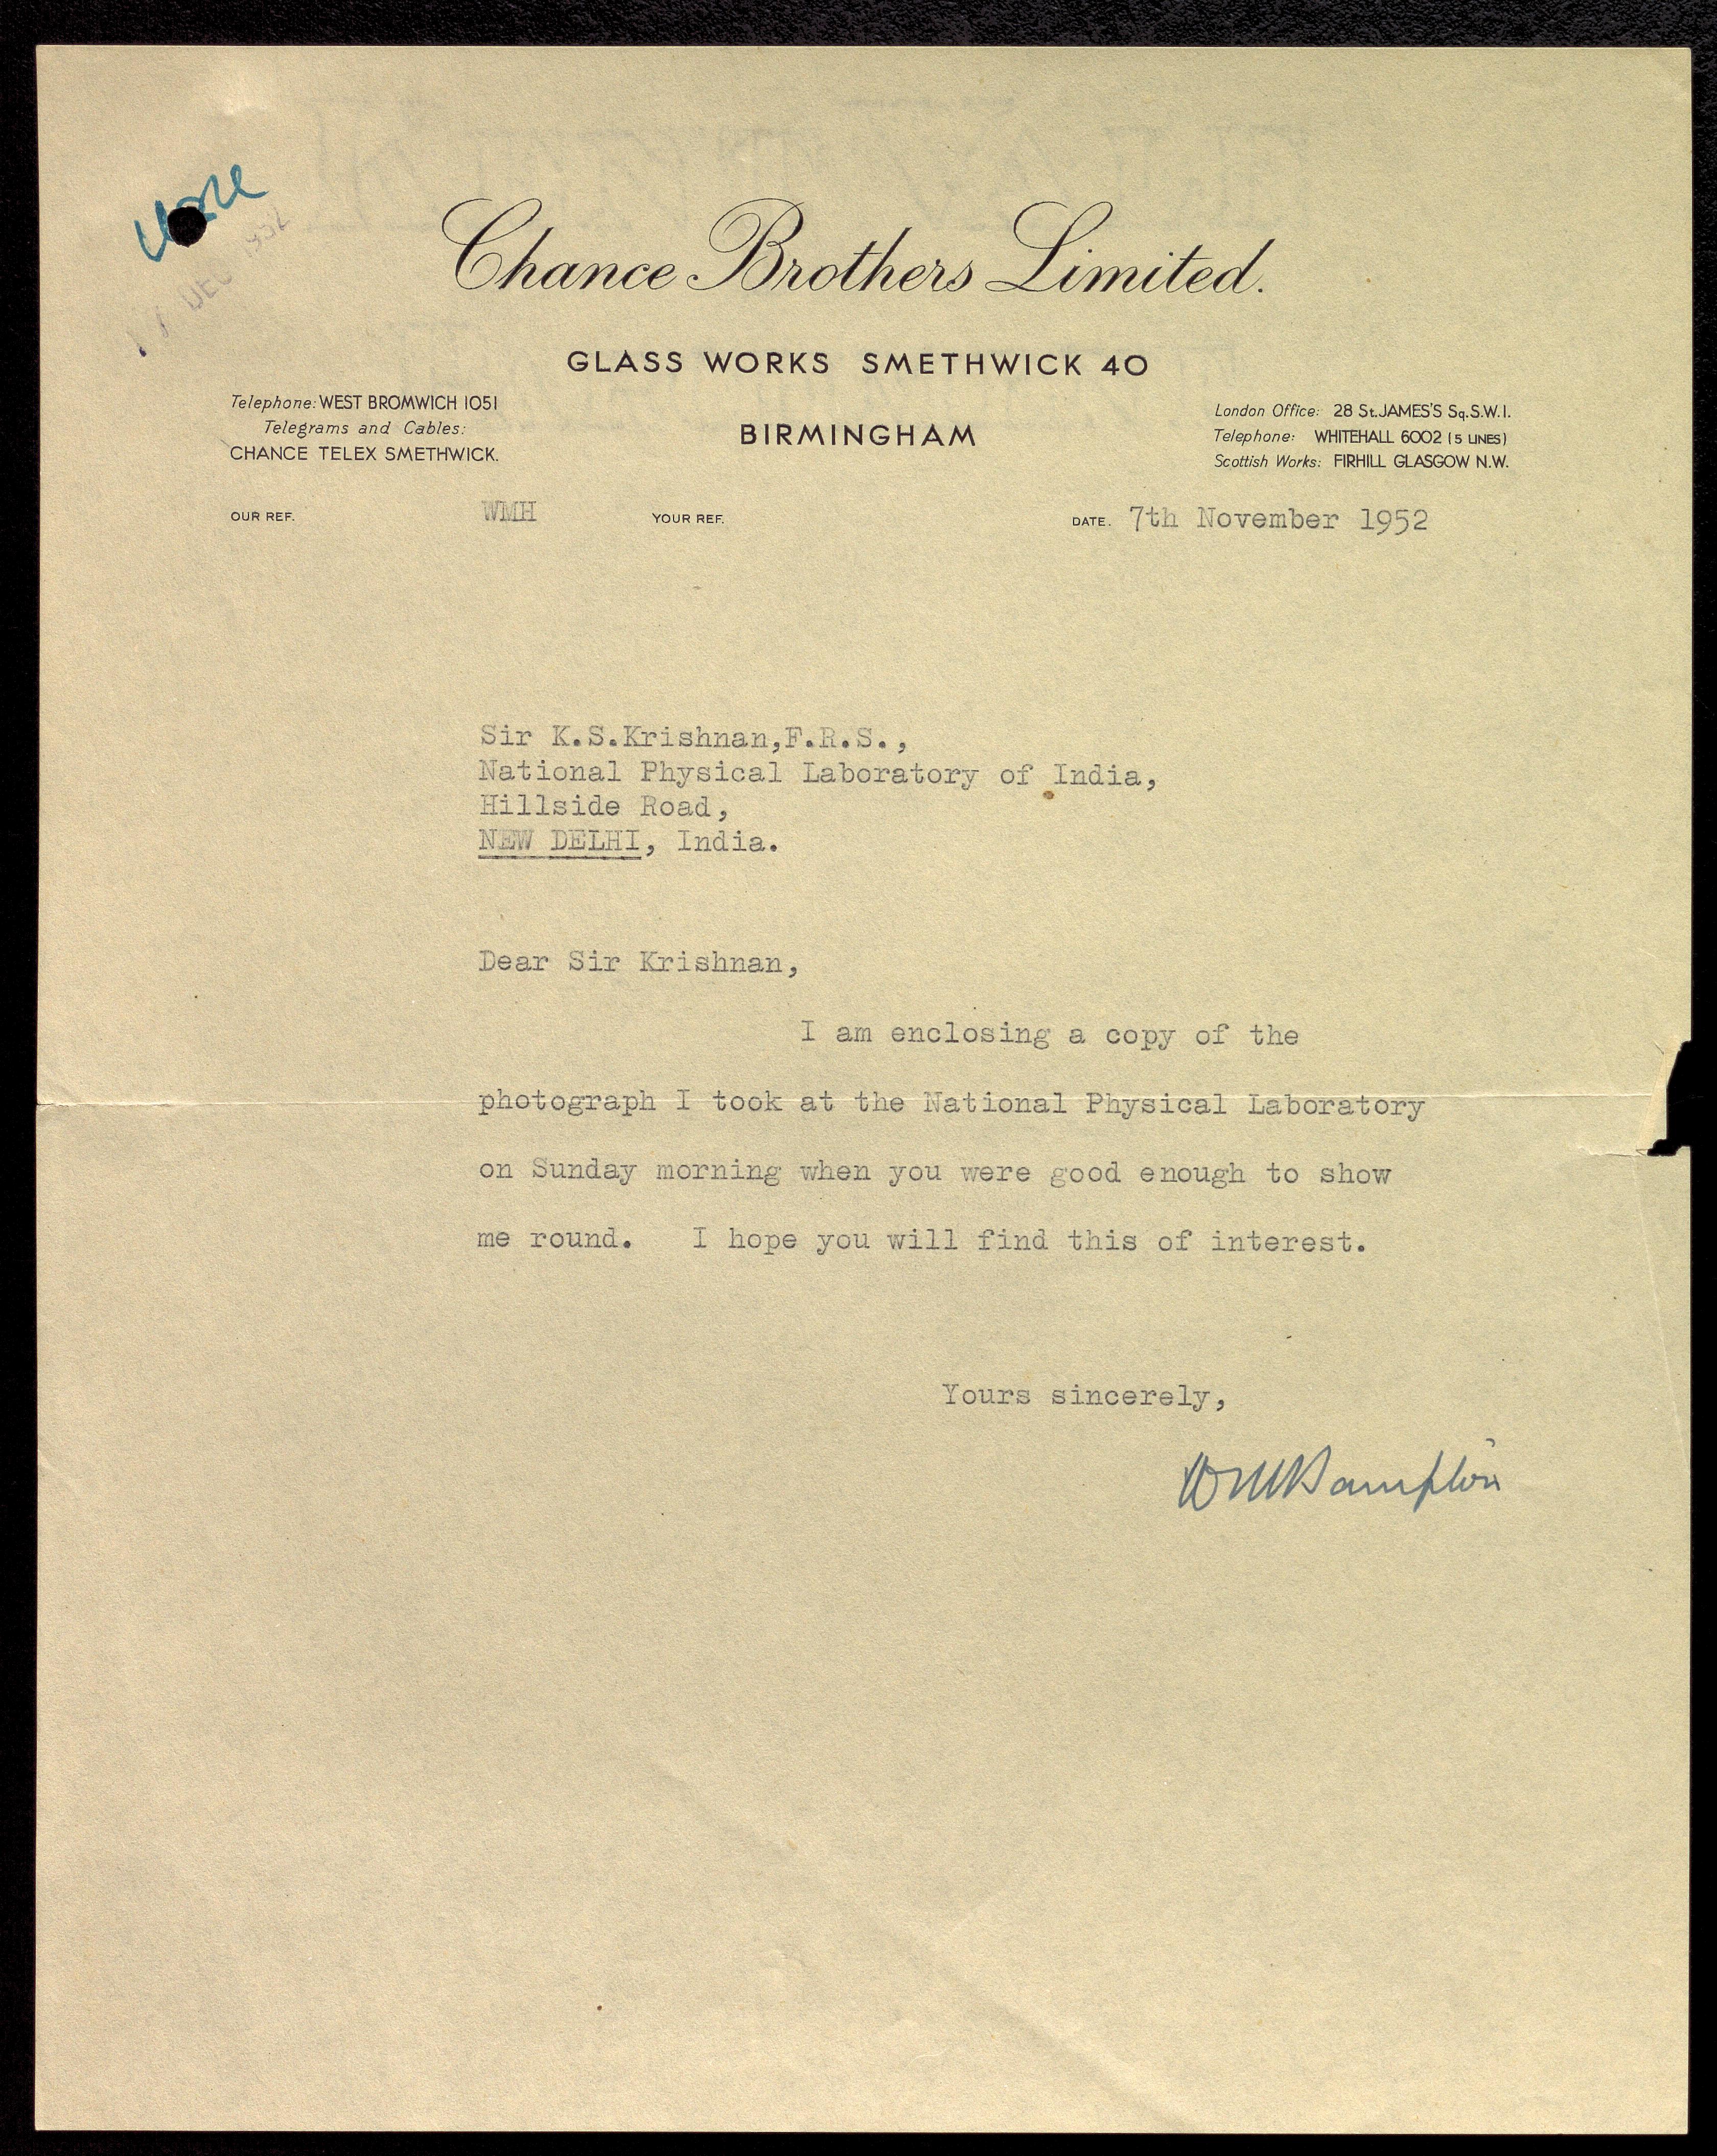 DEC 1952
Chance Brothers Limited.
GLASS WORKS SMETHWICK 40
BIRMINGHAM
Telephone: WEST BROMWICH 1051
Telegrams and Cables:
CHANCE TELEX SMETHWICK.
London Office: 28 St. JAMES'S Sq. S.W.1.
Telephone: WHITEHALL 6002 (5 LINES)
Scottish Works: FIRHILL GLASGOW N.W.
OUR REF. WMH YOUR REF. DATE. 7th November 1952
Sir K.S.Krishnan,F.R.S.,
National Physical Laboratory of India,
Hillside Road,
NEW DELHI, India.
Dear Sir Krishnan,
I am enclosing a copy of the
photograph I took at the National Physical Laboratory
on Sunday morning when you were good enough to show
me round. I hope you will find this of interest.
Yours sincerely,
WMHampton